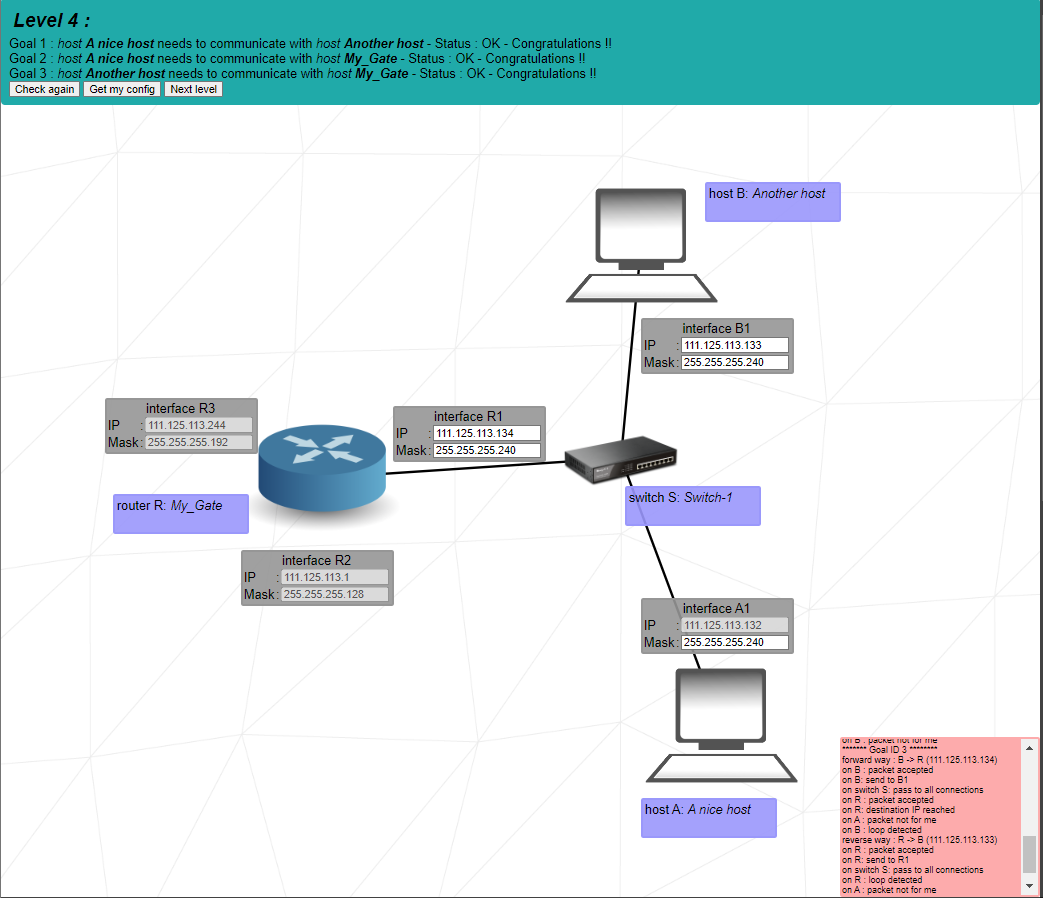 Level 4 :
Goal 1 : host A nice host needs to communicate with host Another host - Status : OK - Congratulations !!
Goal 2 : host A nice host needs to communicate with host My_Gate - Status : OK - Congratulations !!
Goal 3 : host Another host needs to communicate with host My_Gate - Status : OK - Congratulations !!
Check again Get my config Next level
host B: Another host
interface B1
IP : 111.125.113.133
Mask : 255.255.255.240
interface R3
IP : 111.125.113.244
Mask : 255.255.255.192
interface R1
IP : 111.125.113.134
Mask : 255.255.255.240
router R: My_Gate
switch S: Switch-1
interface R2
IP : 111.125.113.1
Mask : 255.255.255.128
interface A1
IP : 111.125.113.132
Mask : 255.255.255.240
host A: A nice host
on B : packet not for me
******* Goal ID 3 ********
forward way : B -> R (111.125.113.134)
on B : packet accepted
on B: send to B1
on switch S: pass to all connections
on R : packet accepted
on R: destination IP reached
on A : packet not for me
on B : loop detected
reverse way : R -> B (111.125.113.133)
on R : packet accepted
on R: send to R1
on switch S: pass to all connections
on R : loop detected
on A : packet not for me